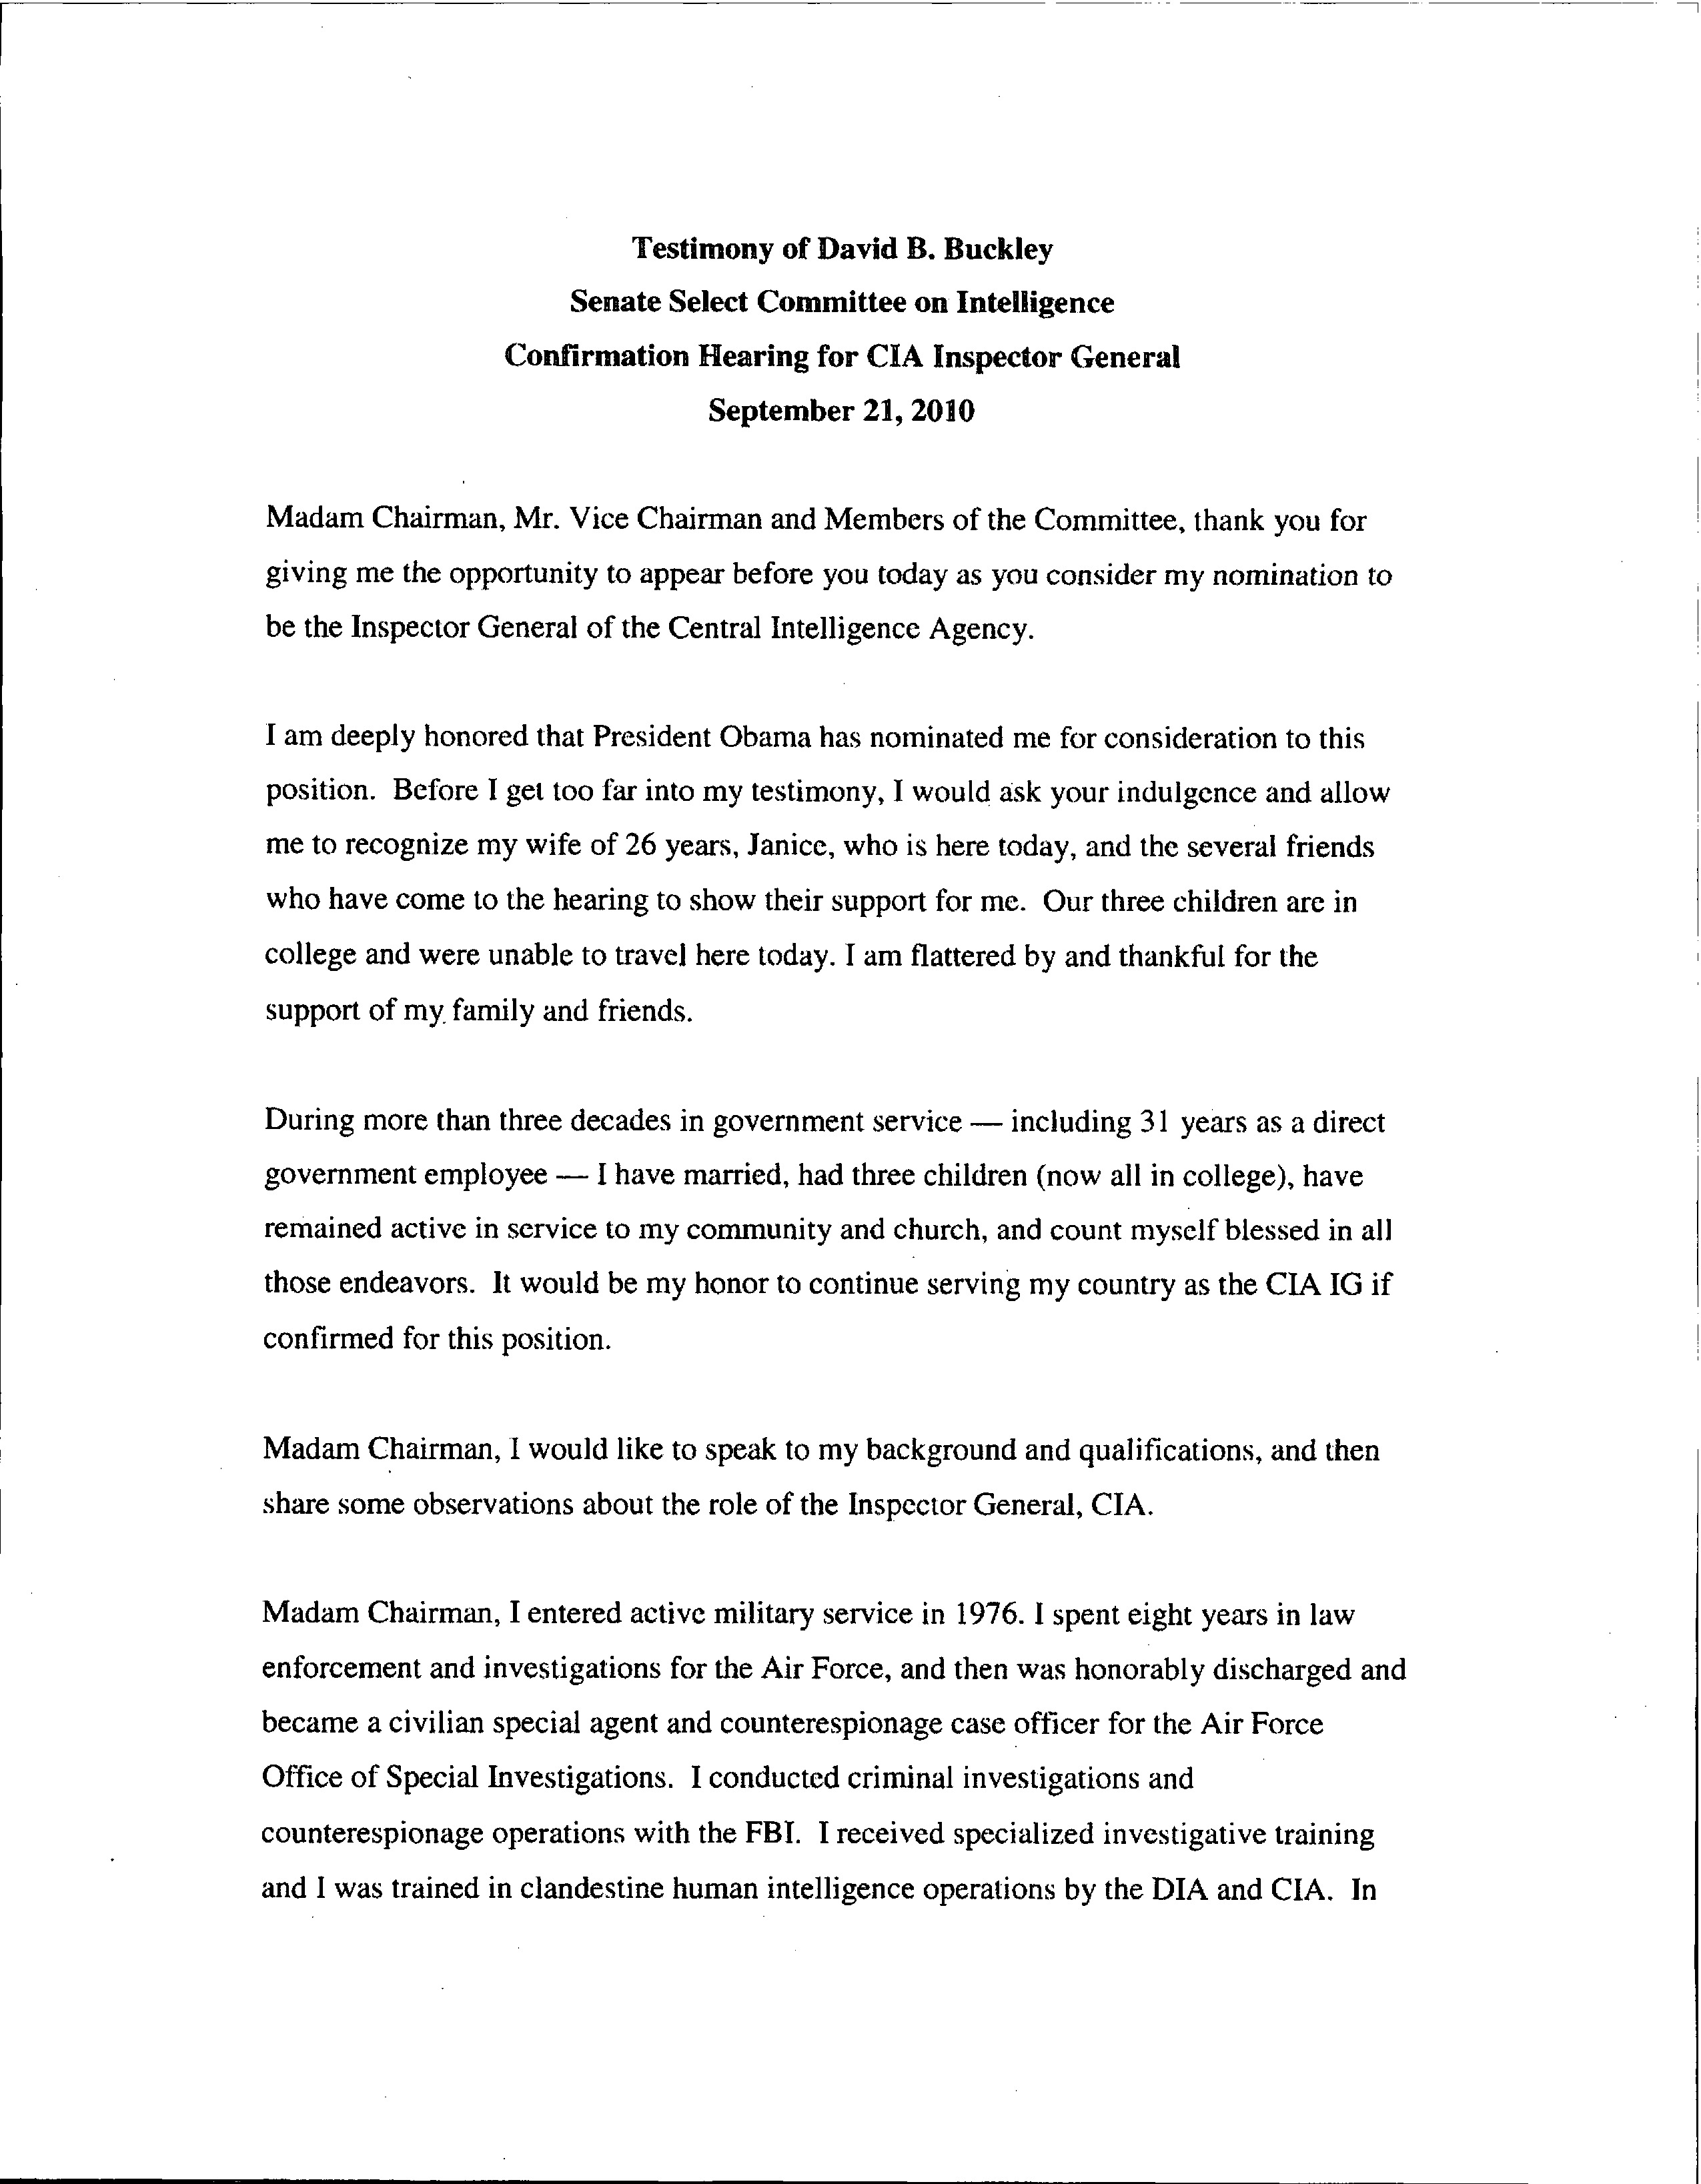 Testimony of David B. Buckley
Senate Select Committee on Intelligence
Confirmation Hearing for CIA Inspector General
September 21, 2010
Madam Chairman, Mr. Vice Chairman and Members of the Committee, thank you for
giving me the opportunity to appear before you today as you consider my nomination to
be the Inspector General of the Central Intelligence Agency.
I am deeply honored that President Obama has nominated me for consideration to this
position.  Before I get too far into my testimony, I would ask your indulgence and allow
me to recognize my wife of 26 years, Janice, who is here today, and the several friends
who have come to the hearing to show their support for me.  Our three children are in
college and were unable to travel here today. I am flattered by and thankful for the
support of my family and friends.
During more than three decades in government service — including 31 years as a direct
government employee — I have married, had three children (now all in college), have
remained active in service to my community and church, and count myself blessed in all
those endeavors.  It would be my honor to continue serving my country as the CIA IG if
confirmed for this position.
Madam Chairman, I would like to speak to my background and qualifications, and then
share some observations about the role of the Inspector General, CIA.
Madam Chairman, I entered active military service in 1976. I spent eight years in law
enforcement and investigations for the Air Force, and then was honorably discharged and
became a civilian special agent and counterespionage case officer for the Air Force
Office of Special Investigations.  I conducted criminal investigations and
counterespionage operations with the FBI.  I received specialized investigative training
and I was trained in clandestine human intelligence operations by the DIA and CIA.  In